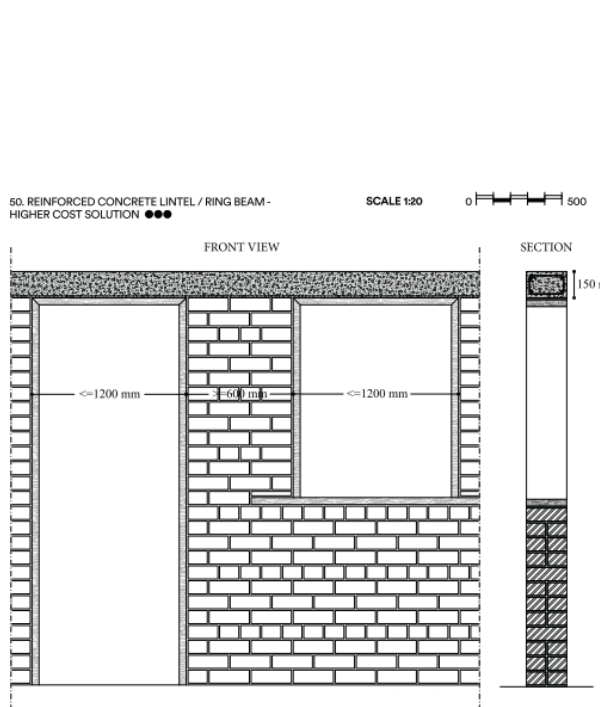 50. REINFORCED CONCRETE LINTEL / RING BEAM -
HIGHER COST SOLUTION ●●●
SCALE 1:20
0 500
FRONT VIEW
SECTION
150
<=1200 mm
>=600 mm
<=1200 mm